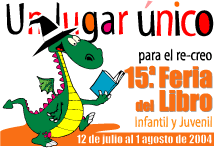 Un lugar único
para el re-creo
15ª Feria
del Libro
Infantil y Juvenil
12 de julio al 1 agosto de 2004